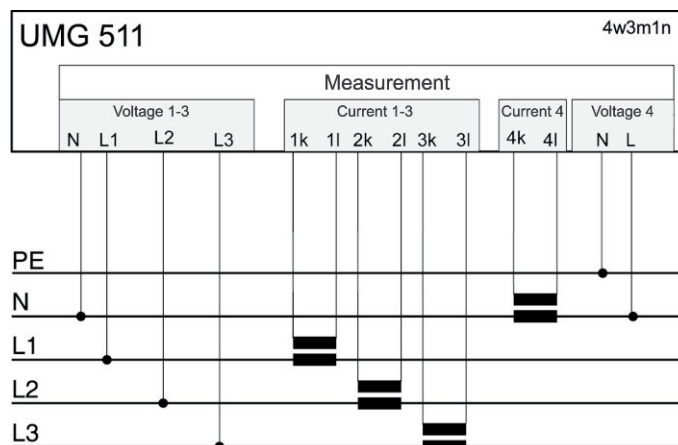 UMG 511 4w3m1n
Measurement
Voltage 1-3 Current 1-3 Current 4 Voltage 4
N L1 L2 L3 1k 1l 2k 2l 3k 3l 4k 4l N L
PE
N
L1
L2
L3